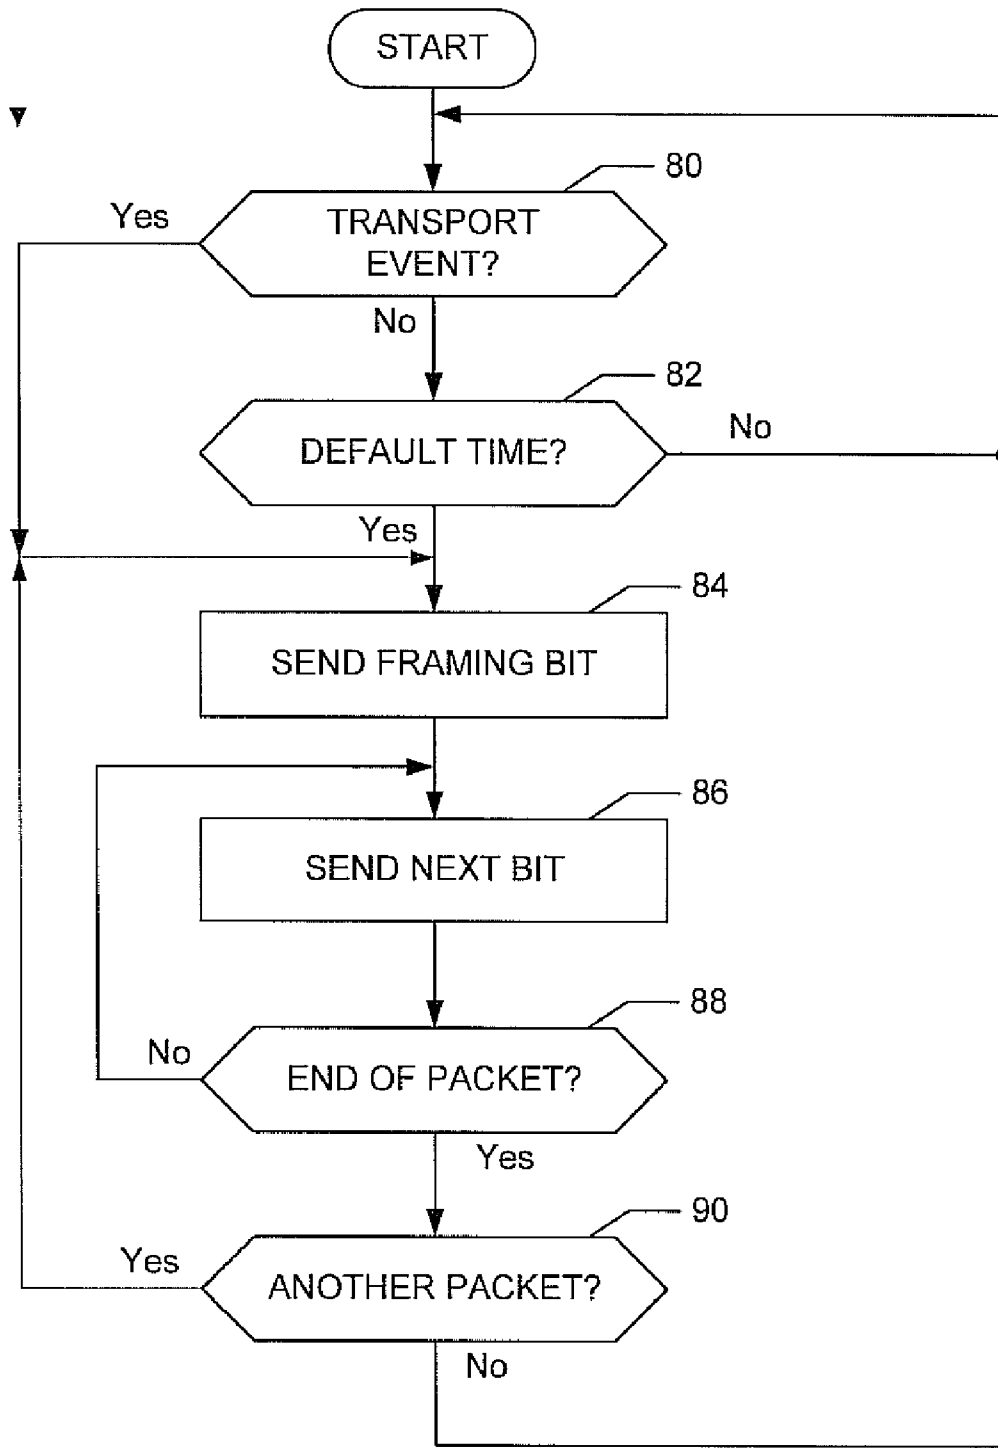 START
80
Yes
TRANSPORT
EVENT?
No
82
DEFAULT TIME?
No
Yes
84
SEND FRAMING BIT
86
SEND NEXT BIT
88
No
END OF PACKET?
Yes
90
Yes
ANOTHER PACKET?
No